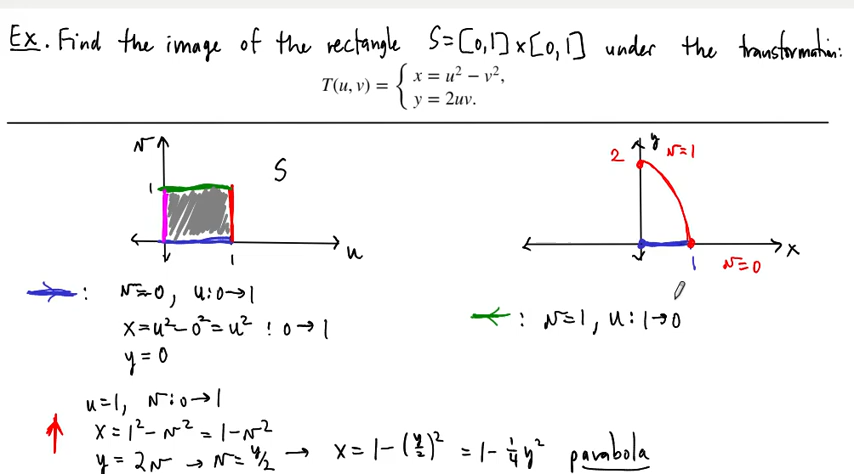 Ex. Find the image of the rectangle S=[0,1]×[0,1] under the transformation:
T(u, v) = { x = u² − v²,
y = 2uv.
v
1
S
1
u
2
y
v=1
1
v=0
x
: v=0, u:0→1
x=u²-0²=u² : 0→1
y=0
: v=1, u:1→0
u=1, v:0→1
x=1²-v²=1-v²
y=2v → v=y/2 → x=1-(y/2)²=1-¼y² parabola